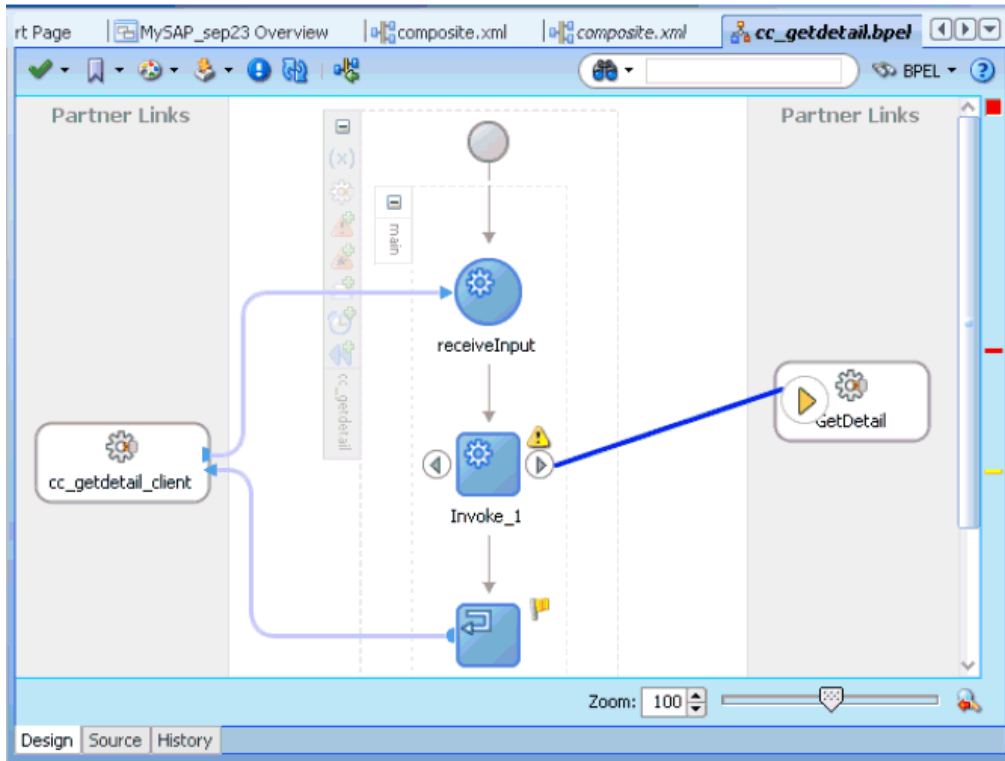 rt Page
MySAP_sep23 Overview
composite.xml
composite.xml
cc_getdetail.bpel
BPEL
Partner Links
Partner Links
(x)
main
receiveInput
cc_getdetail
GetDetail
cc_getdetail_client
Invoke_1
Zoom: 100
Design Source History